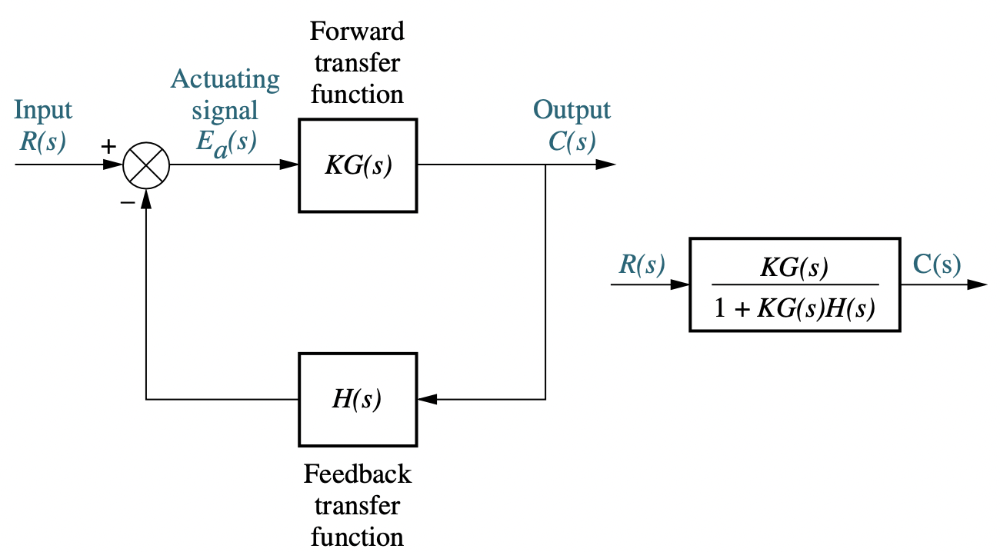 Forward
transfer
function
Actuating
signal
Eₐ(s)
Input
R(s)
+
−
KG(s)
Output
C(s)
H(s)
Feedback
transfer
function
R(s)
KG(s)
1 + KG(s)H(s)
C(s)